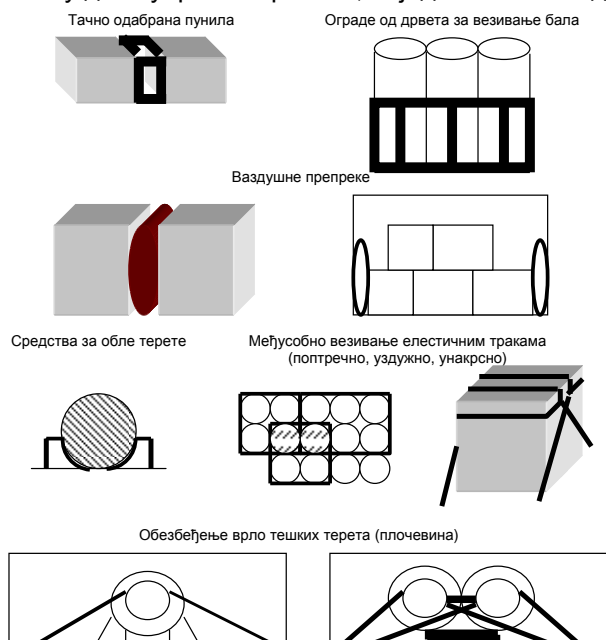 Тачно одабрана пунила
Ограде од дрвета за везивање бала
Ваздушне препреке
Средства за обле терете
Међусобно везивање еластичним тракама
(поптречно, уздужно, унакрсно)
Обезбеђење врло тешких терета (плочевина)